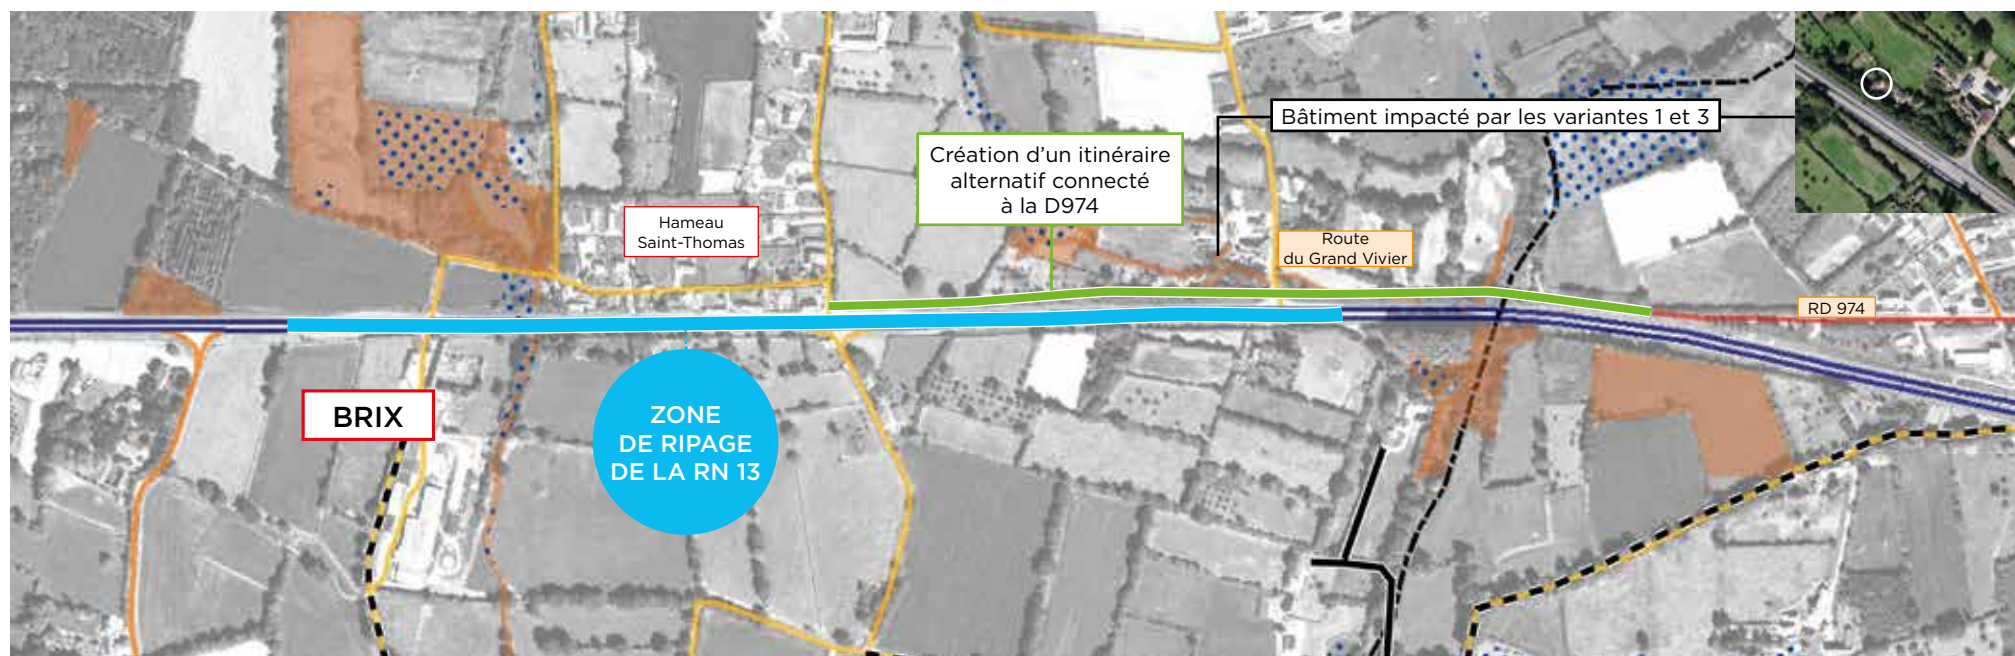 Bâtiment impacté par les variantes 1 et 3
Création d'un itinéraire
alternatif connecté
à la D974
Hameau
Saint-Thomas
Route
du Grand Vivier
RD 974
BRIX
ZONE
DE RIPAGE
DE LA RN 13